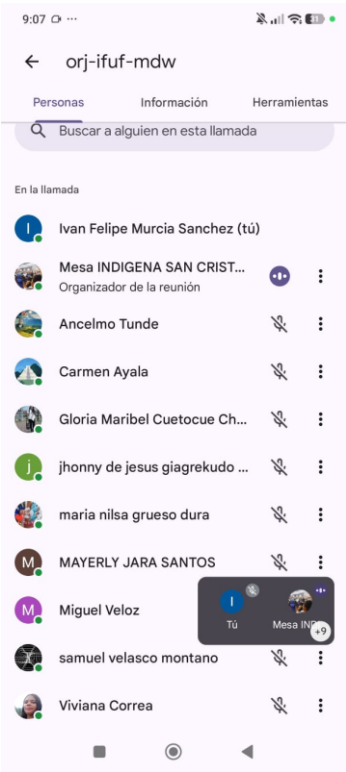 9:07
31
orj-ifuf-mdw
Personas Información Herramientas
Buscar a alguien en esta llamada
En la llamada
I Ivan Felipe Murcia Sanchez (tú)
Mesa INDIGENA SAN CRIST...
Organizador de la reunión
Ancelmo Tunde
Carmen Ayala
Gloria Maribel Cuetocue Ch...
j jhonny de jesus giagrekudo ...
maria nilsa grueso dura
M MAYERLY JARA SANTOS
M Miguel Veloz
I
Tú Mesa IND
+9
samuel velasco montano
Viviana Correa